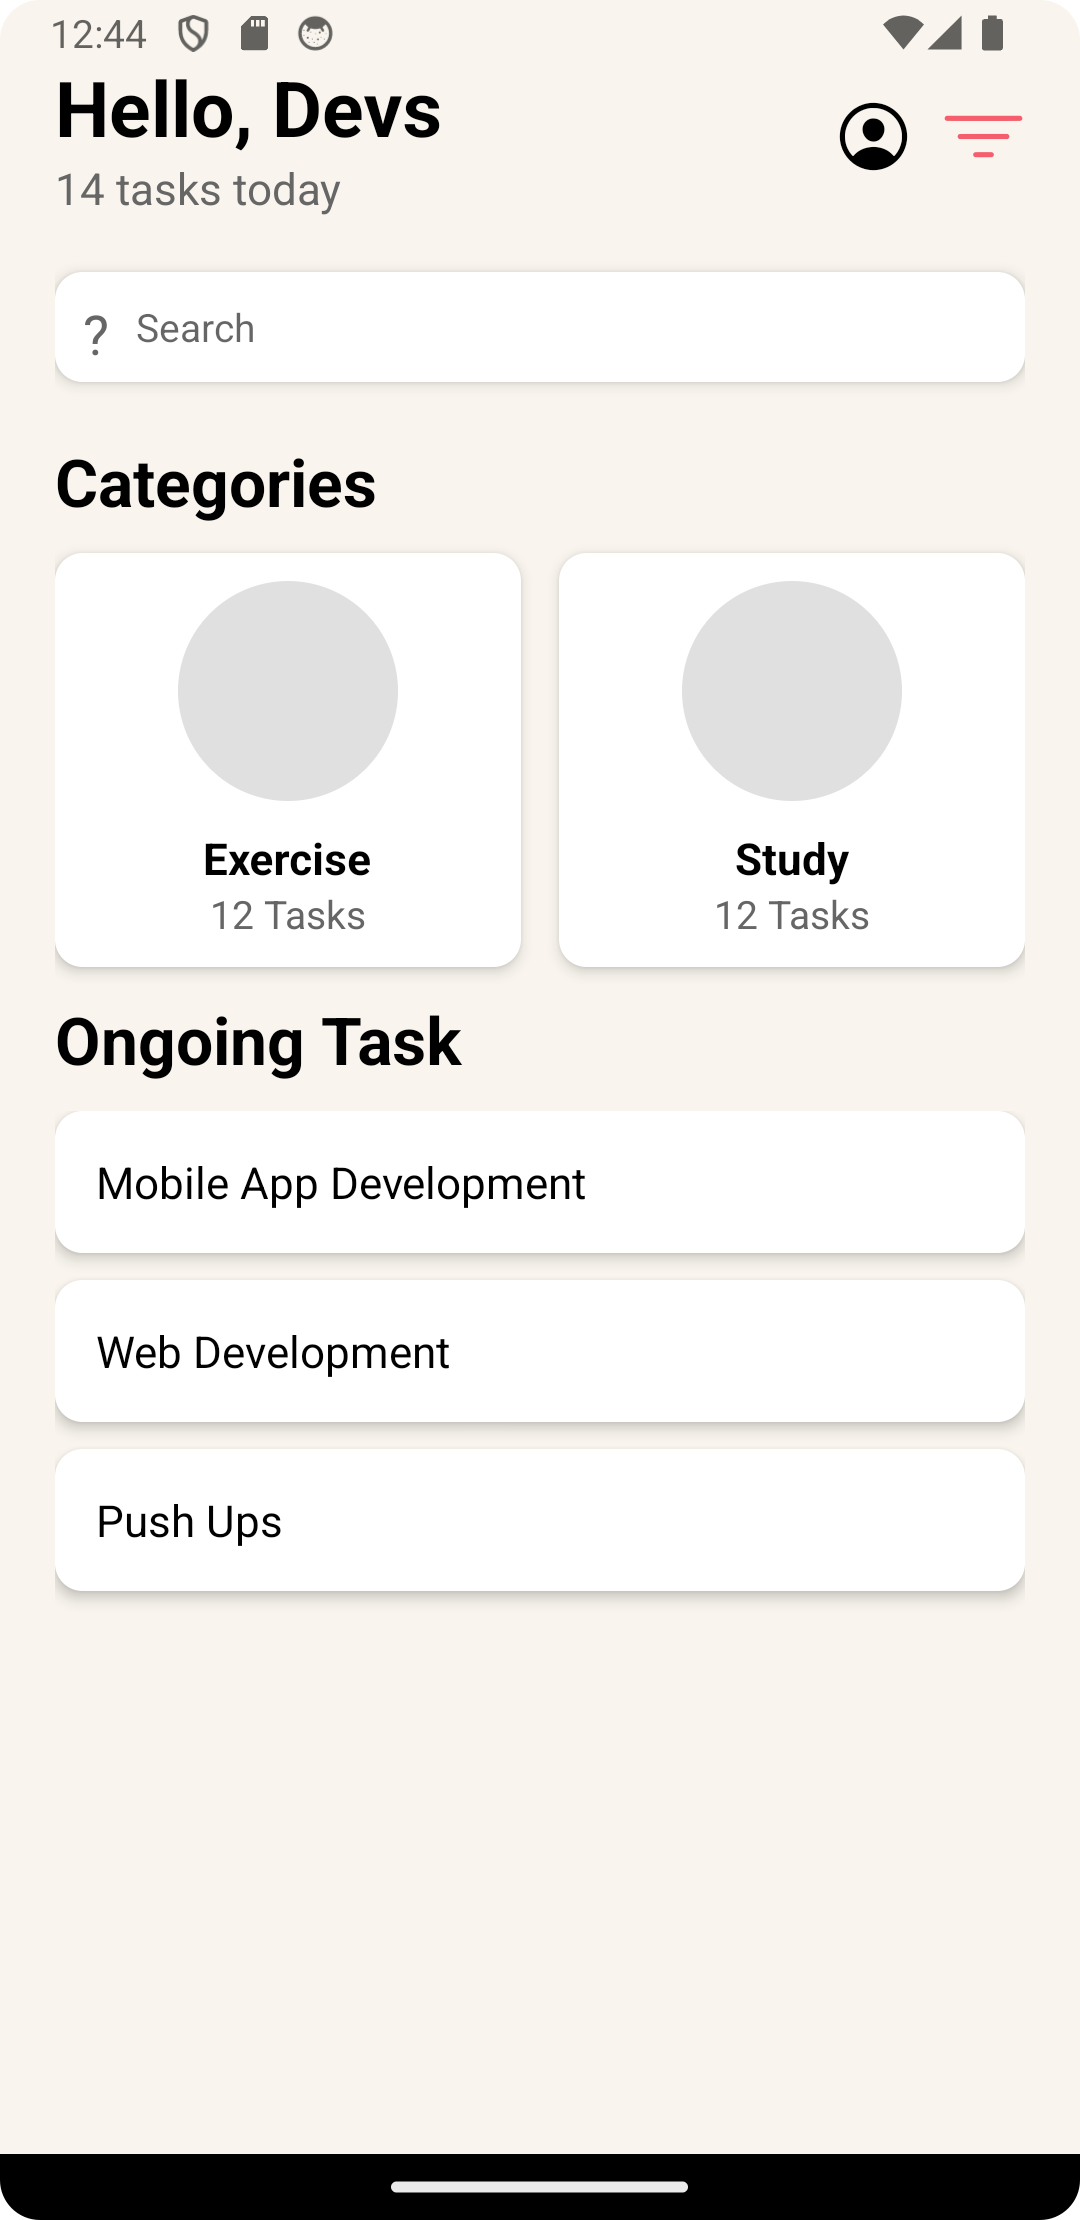 12:44
Hello, Devs
14 tasks today
? Search
Categories
Exercise
12 Tasks
Study
12 Tasks
Ongoing Task
Mobile App Development
Web Development
Push Ups